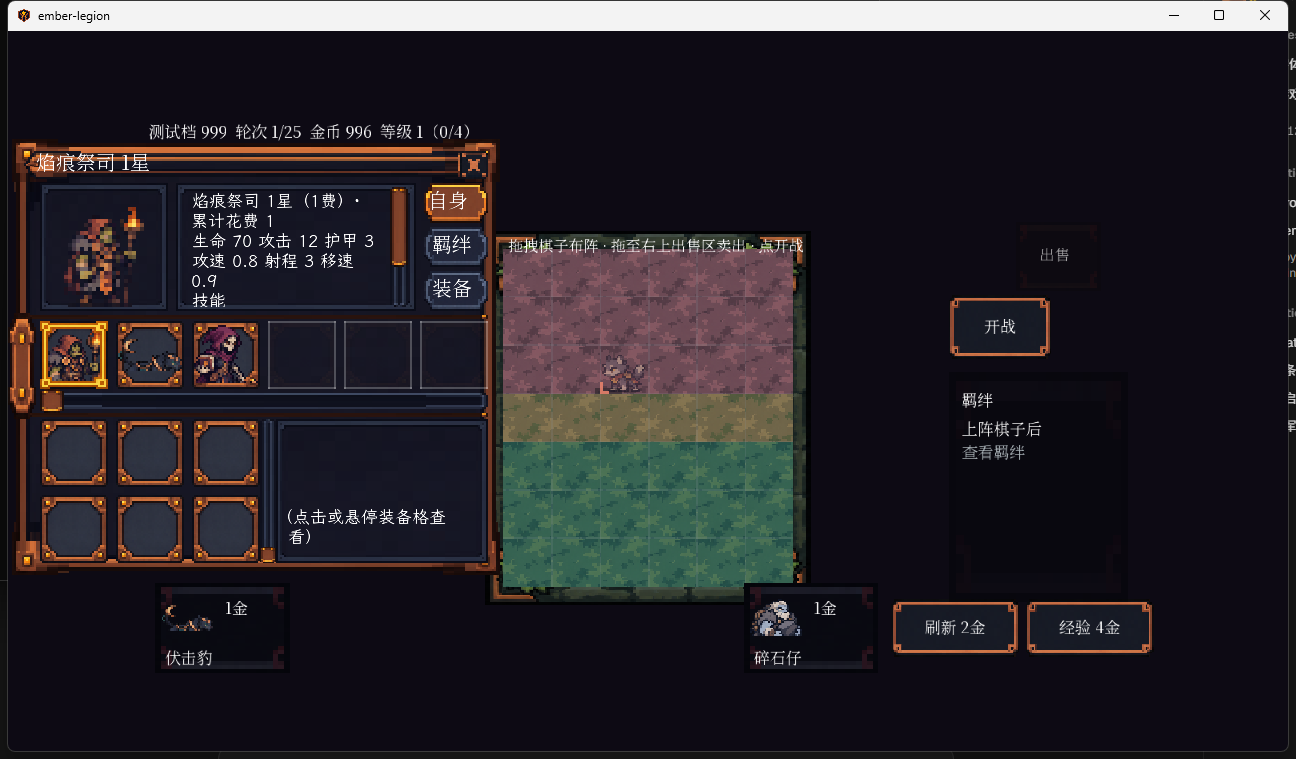 ember-legion
测试档 999 轮次 1/25 金币 996 等级 1（0/4）
焰痕祭司 1星
焰痕祭司 1星（1费）·
累计花费 1
生命 70 攻击 12 护甲 3
攻速 0.8 射程 3 移速
0.9
技能
自身
羁绊
装备
(点击或悬停装备格查
看)
拖拽棋子布阵 · 拖至右上出售区卖出 · 点开战
出售
开战
羁绊
上阵棋子后
查看羁绊
1金
伏击豹
1金
碎石仔
刷新 2金
经验 4金